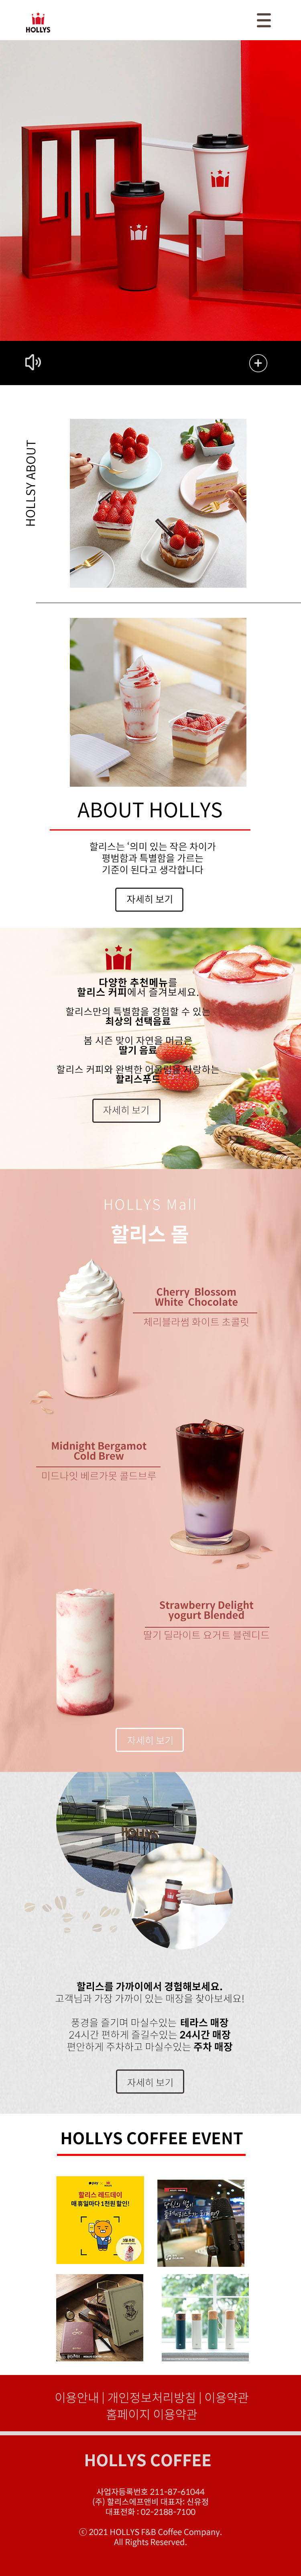 HOLLYS
HOLLSY ABOUT
ABOUT HOLLYS
할리스는 '의미 있는 작은 차이가
평범함과 특별함을 가르는
기준이 된다고 생각합니다
자세히 보기
다양한 추천메뉴를
할리스 커피에서 즐겨보세요.
할리스만의 특별함을 경험할 수 있는
최상의 선택음료
봄 시즌 맞이 자연을 머금은
딸기 음료
할리스 커피와 완벽한 어울림을 자랑하는
할리스푸드
자세히 보기
HOLLYS Mall
할리스 몰
Cherry Blossom
White Chocolate
체리블라썸 화이트 초콜릿
Midnight Bergamot
Cold Brew
미드나잇 베르가못 콜드브루
Strawberry Delight
yogurt Blended
딸기 딜라이트 요거트 블렌디드
자세히 보기
HOLLYS
할리스를 가까이에서 경험해보세요.
고객님과 가장 가까이 있는 매장을 찾아보세요!
풍경을 즐기며 마실수있는 테라스 매장
24시간 편하게 즐길수있는 24시간 매장
편안하게 주차하고 마실수있는 주차 매장
자세히 보기
HOLLYS COFFEE EVENT
할리스 레드데이
매 휴일마다 1천원 할인!
이용안내 | 개인정보처리방침 | 이용약관
홈페이지 이용약관
HOLLYS COFFEE
사업자등록번호 211-87-61044
(주) 할리스에프앤비 대표자: 신유정
대표전화 : 02-2188-7100
ⓒ 2021 HOLLYS F&B Coffee Company.
All Rights Reserved.